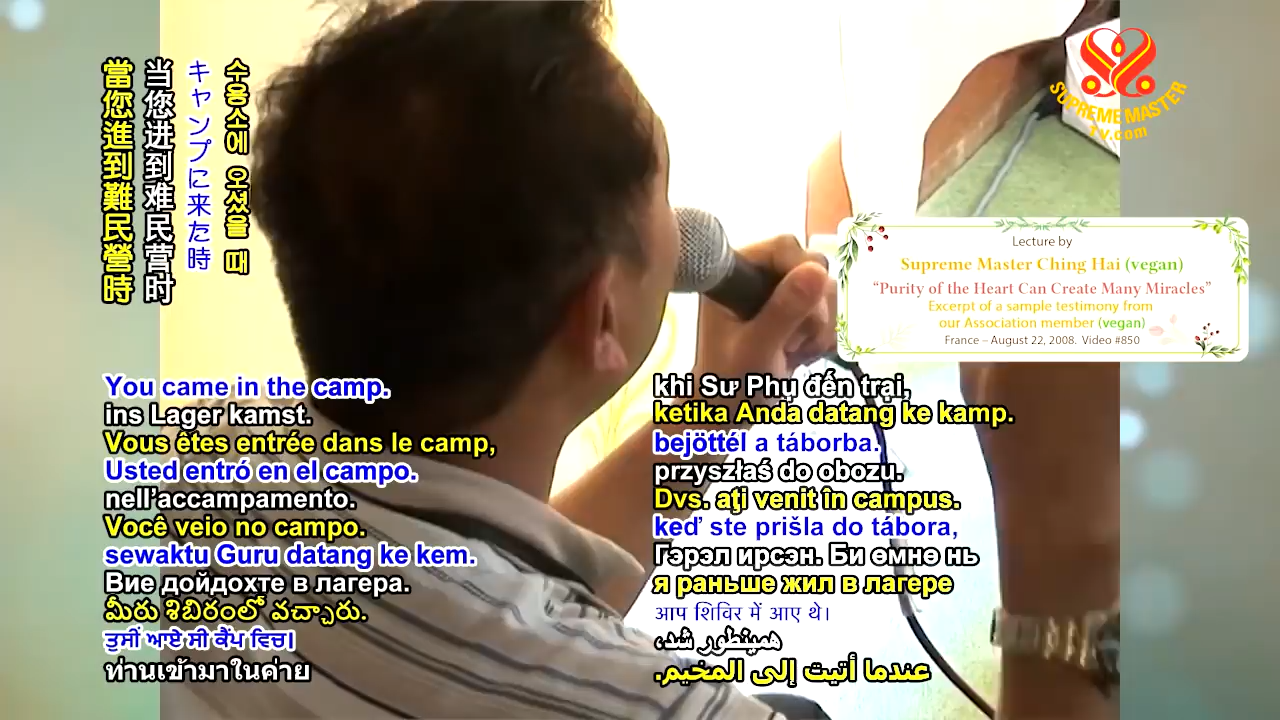 當您進到難民營時
当您进到难民营时
キャンプに来た時
수용소에 오셨을 때
SUPREME MASTER
TV.com
Lecture by
Supreme Master Ching Hai (vegan)
“Purity of the Heart Can Create Many Miracles”
Excerpt of a sample testimony from
our Association member (vegan)
France – August 22, 2008. Video #850
You came in the camp.
ins Lager kamst.
Vous êtes entrée dans le camp,
Usted entró en el campo.
nell’accampamento.
Você veio no campo.
sewaktu Guru datang ke kem.
Вие дойдохте в лагера.
మీరు శిబిరంలో వచ్చారు.
ਤੁਸੀਂ ਆਏ ਸੀ ਕੈਂਪ ਵਿਚ।
ท่านเข้ามาในค่าย
khi Sư Phụ đến trại,
ketika Anda datang ke kamp.
bejöttél a táborba.
przyszłaś do obozu.
Dvs. aţi venit în campus.
keď ste prišla do tábora,
Гэрэл ирсэн. Би өмнө нь
я раньше жил в лагере
आप शिविर में आए थे।
همینطور شد،
عندما أتيت إلى المخيم.